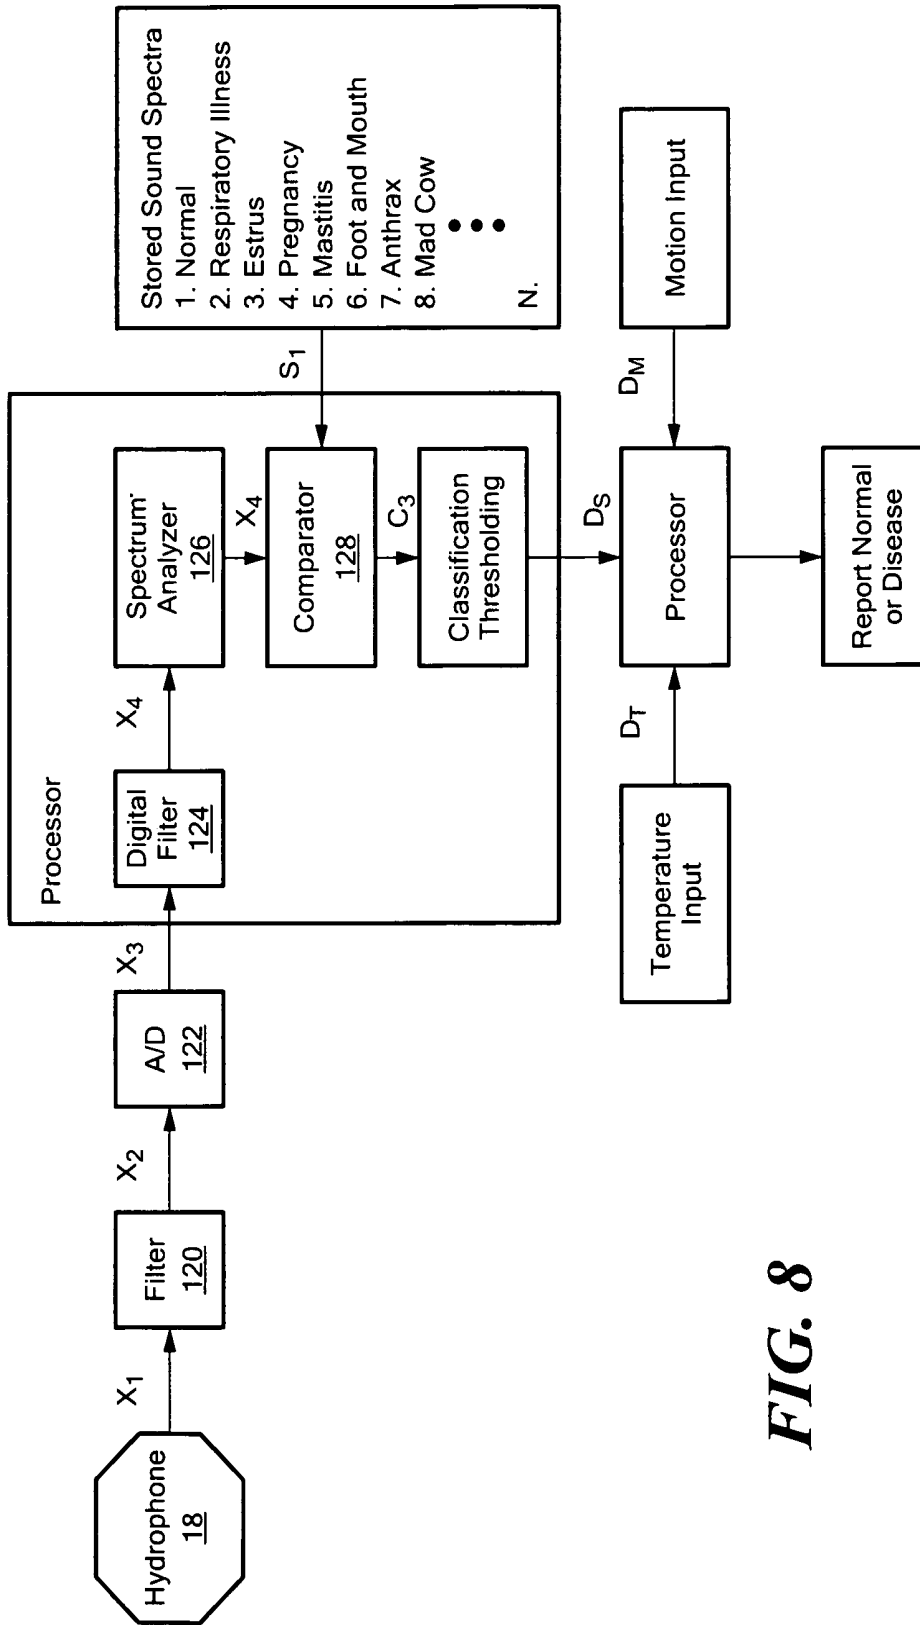 Hydrophone
18
X1
Filter
120
X2
A/D
122
X3
Processor
Digital
Filter
124
X4
Spectrum
Analyzer
126
X4
Comparator
128
S1
Stored Sound Spectra
1. Normal
2. Respiratory Illness
3. Estrus
4. Pregnancy
5. Mastitis
6. Foot and Mouth
7. Anthrax
8. Mad Cow
N.
C3
Classification
Thresholding
DS
Temperature
Input
DT
Processor
DM
Motion Input
Report Normal
or Disease
FIG. 8